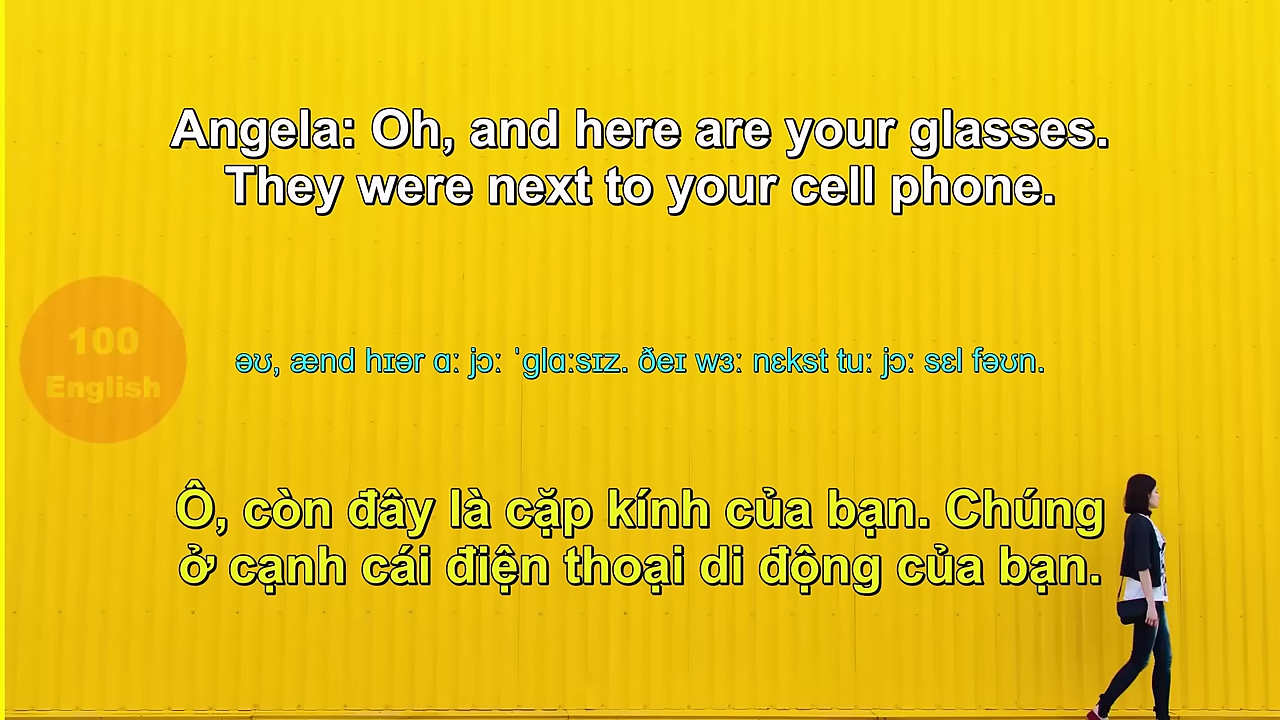 Angela: Oh, and here are your glasses.
They were next to your cell phone.
100
English
əʊ, ænd hɪər ɑː jɔː ˈglɑːsɪz. ðeɪ wɜː nɛkst tuː jɔː sɛl fəʊn.
Ô, còn đây là cặp kính của bạn. Chúng
ở cạnh cái điện thoại di động của bạn.